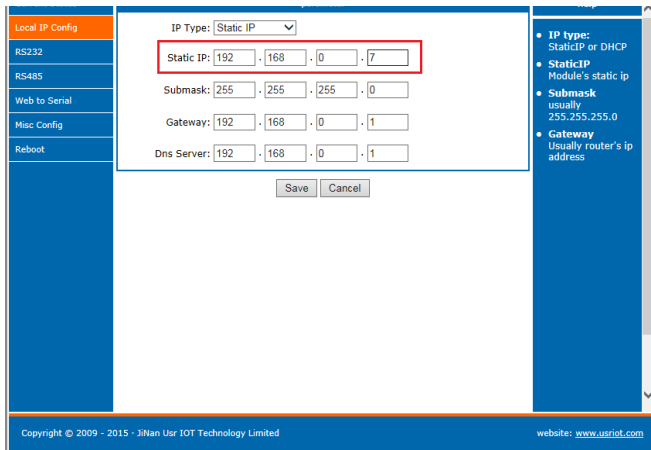 Local IP Config
RS232
RS485
Web to Serial
Misc Config
Reboot
IP Type: Static IP
Static IP: 192 . 168 . 0 . 7
Submask: 255 . 255 . 255 . 0
Gateway: 192 . 168 . 0 . 1
Dns Server: 192 . 168 . 0 . 1
Save Cancel
IP type:
StaticIP or DHCP
StaticIP
Module's static ip
Submask
usually
255.255.255.0
Gateway
Usually router's ip
address
Copyright © 2009 - 2015 · JiNan Usr IOT Technology Limited
website: www.usriot.com